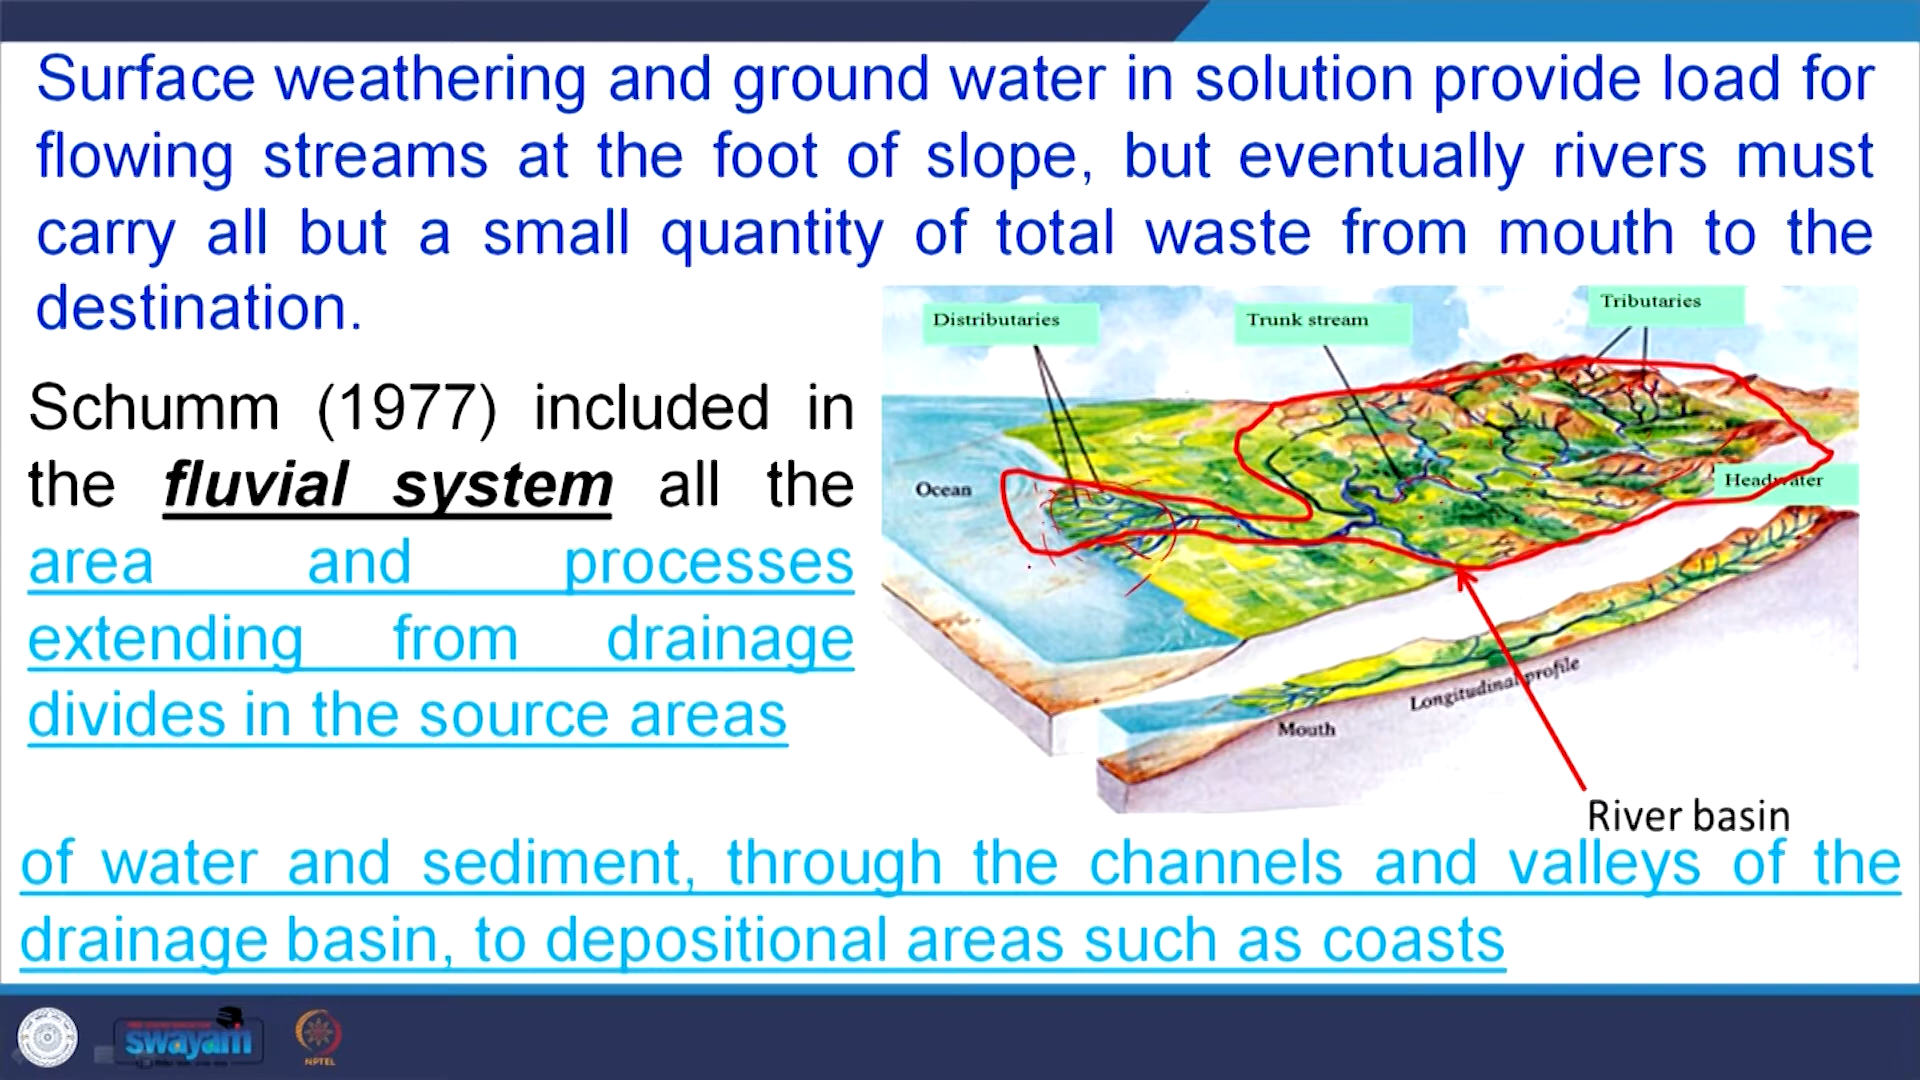 Surface weathering and ground water in solution provide load for
flowing streams at the foot of slope, but eventually rivers must
carry all but a small quantity of total waste from mouth to the
destination.
Schumm (1977) included in
the fluvial system all the
area and processes
extending from drainage
divides in the source areas
of water and sediment, through the channels and valleys of the
drainage basin, to depositional areas such as coasts
Distributaries
Trunk stream
Tributaries
Ocean
Headwater
Longitudinal profile
Mouth
River basin
swayam
NPTEL